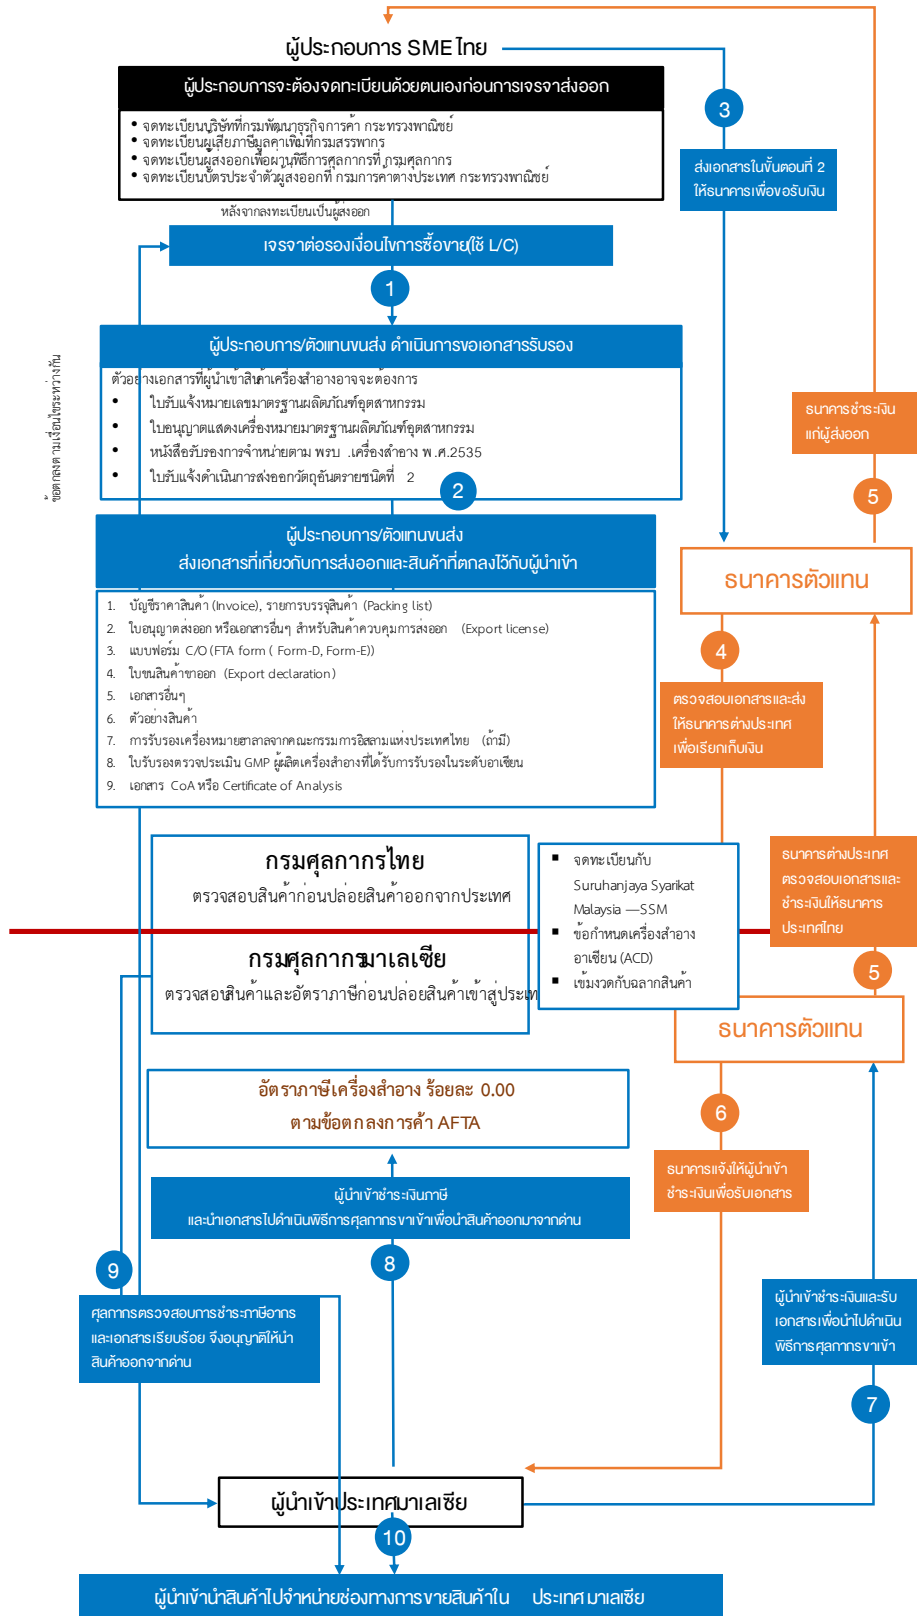 ผู้ประกอบการ SME ไทย
ผู้ประกอบการจะต้องจดทะเบียนด้วยตนเองก่อนการเจรจาส่งออก
• จดทะเบียนบริษัทที่กรมพัฒนาธุรกิจการค้า กระทรวงพาณิชย์
• จดทะเบียนผู้เสียภาษีมูลค่าเพิ่มที่กรมสรรพากร
• จดทะเบียนผู้ส่งออกเพื่อผ่านพิธีการศุลกากรที่ กรมศุลกากร
• จดทะเบียนบัตรประจำตัวผู้ส่งออกที่ กรมการค้าต่างประเทศ กระทรวงพาณิชย์
3
ส่งเอกสารในขั้นตอนที่ 2
ให้ธนาคารเพื่อขอรับเงิน
หลังจากลงทะเบียนเป็นผู้ส่งออก
เจรจาต่อรองเงื่อนไขการซื้อขาย(ใช้ L/C)
1
ผู้ประกอบการ/ตัวแทนขนส่ง ดำเนินการขอเอกสารรับรอง
ตัวอย่างเอกสารที่ผู้นำเข้าสินค้าเครื่องสำอางอาจจะต้องการ
• ใบรับแจ้งหมายเลขมาตรฐานผลิตภัณฑ์อุตสาหกรรม
• ใบอนุญาตแสดงเครื่องหมายมาตรฐานผลิตภัณฑ์อุตสาหกรรม
• หนังสือรับรองการจำหน่ายตาม พรบ .เครื่องสำอาง พ.ศ.2535
• ใบรับแจ้งดำเนินการส่งออกวัตถุอันตรายชนิดที่ 2
ข้อตกลงตามเงื่อนไขระหว่างกัน
ธนาคารชำระเงิน
แก่ผู้ส่งออก
5
2
ผู้ประกอบการ/ตัวแทนขนส่ง
ส่งเอกสารที่เกี่ยวกับการส่งออกและสินค้าที่ตกลงไว้กับผู้นำเข้า
ธนาคารตัวแทน
1. บัญชีราคาสินค้า (Invoice), รายการบรรจุสินค้า (Packing list)
2. ใบอนุญาตส่งออก หรือเอกสารอื่นๆ สำหรับสินค้าควบคุมการส่งออก (Export license)
3. แบบฟอร์ม C/O (FTA form ( Form-D, Form-E))
4. ใบขนสินค้าขาออก (Export declaration)
5. เอกสารอื่นๆ
6. ตัวอย่างสินค้า
7. การรับรองเครื่องหมายฮาลาลจากคณะกรรมการอิสลามแห่งประเทศไทย (ถ้ามี)
8. ใบรับรองตรวจประเมิน GMP ผู้ผลิตเครื่องสำอางที่ได้รับการรับรองในระดับอาเซียน
9. เอกสาร CoA หรือ Certificate of Analysis
4
ตรวจสอบเอกสารและส่ง
ให้ธนาคารต่างประเทศ
เพื่อเรียกเก็บเงิน
กรมศุลกากรไทย
ตรวจสอบสินค้าก่อนปล่อยสินค้าออกจากประเทศ
กรมศุลกากรมาเลเซีย
ตรวจสอบสินค้าและอัตราภาษีก่อนปล่อยสินค้าเข้าสู่ประเท
▪ จดทะเบียนกับ
Suruhanjaya Syarikat
Malaysia —SSM
▪ ข้อกำหนดเครื่องสำอาง
อาเซียน (ACD)
▪ เข้มงวดกับฉลากสินค้า
ธนาคารต่างประเทศ
ตรวจสอบเอกสารและ
ชำระเงินให้ธนาคาร
ประเทศไทย
5
ธนาคารตัวแทน
อัตราภาษีเครื่องสำอาง ร้อยละ 0.00
ตามข้อตกลงการค้า AFTA
6
ธนาคารแจ้งให้ผู้นำเข้า
ชำระเงินเพื่อรับเอกสาร
ผู้นำเข้าชำระเงินภาษี
และนำเอกสารไปดำเนินพิธีการศุลกากรขาเข้าเพื่อนำสินค้าออกมาจากด่าน
8
9
ศุลกากรตรวจสอบการชำระภาษีอากร
และเอกสารเรียบร้อย จึงอนุญาติให้นำ
สินค้าออกจากด่าน
ผู้นำเข้าชำระเงินและรับ
เอกสารเพื่อนำไปดำเนิน
พิธีการศุลกากรขาเข้า
7
ผู้นำเข้าประเทศมาเลเซีย
10
ผู้นำเข้านำสินค้าไปจำหน่ายช่องทางการขายสินค้าใน ประเทศ มาเลเซีย